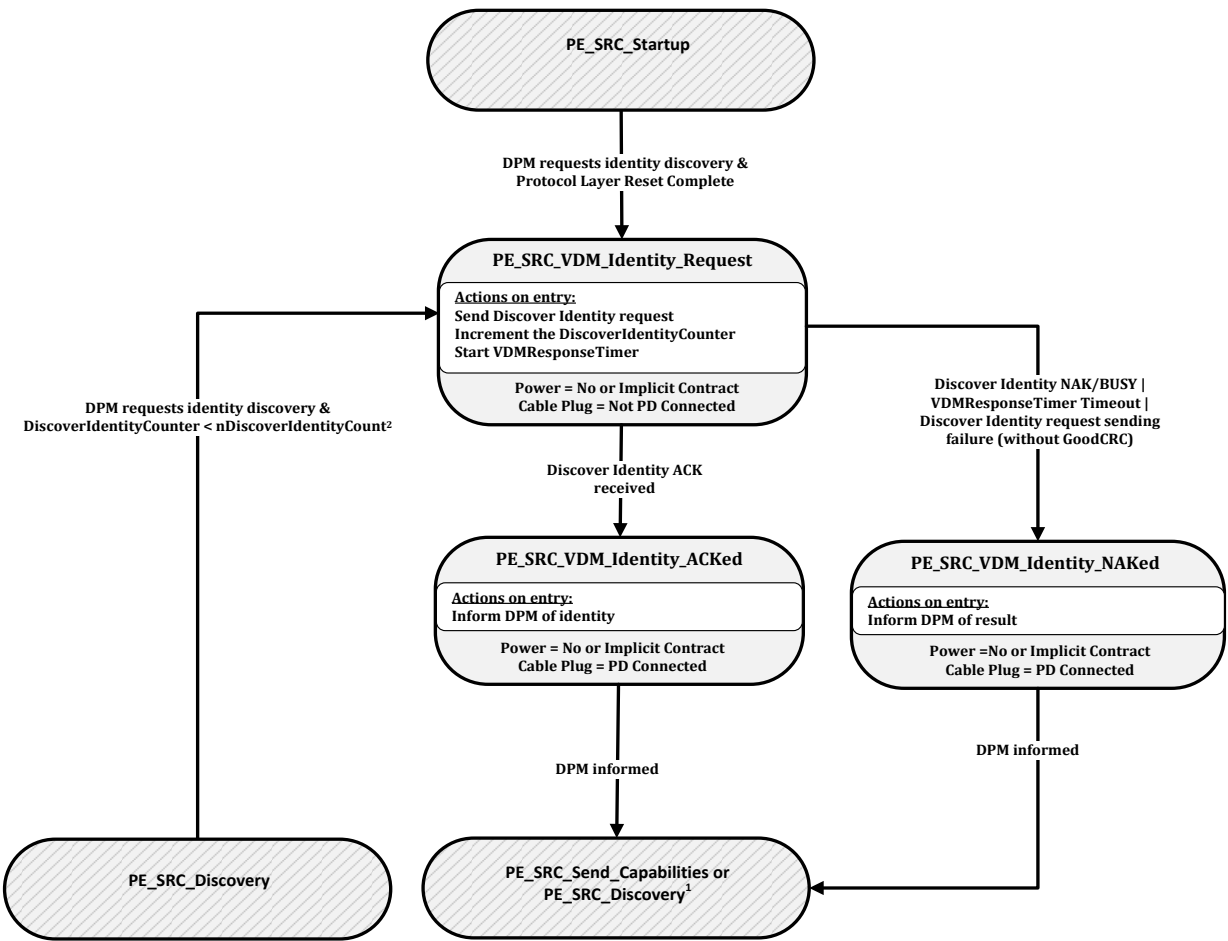 PE_SRC_Startup
DPM requests identity discovery &
Protocol Layer Reset Complete
PE_SRC_VDM_Identity_Request
Actions on entry:
Send Discover Identity request
Increment the DiscoverIdentityCounter
Start VDMResponseTimer
Power = No or Implicit Contract
Cable Plug = Not PD Connected
DPM requests identity discovery &
DiscoverIdentityCounter < nDiscoverIdentityCount²
Discover Identity NAK/BUSY |
VDMResponseTimer Timeout |
Discover Identity request sending
failure (without GoodCRC)
Discover Identity ACK
received
PE_SRC_VDM_Identity_ACKed
Actions on entry:
Inform DPM of identity
Power = No or Implicit Contract
Cable Plug = PD Connected
PE_SRC_VDM_Identity_NAKed
Actions on entry:
Inform DPM of result
Power =No or Implicit Contract
Cable Plug = PD Connected
DPM informed
DPM informed
PE_SRC_Discovery
PE_SRC_Send_Capabilities or
PE_SRC_Discovery¹